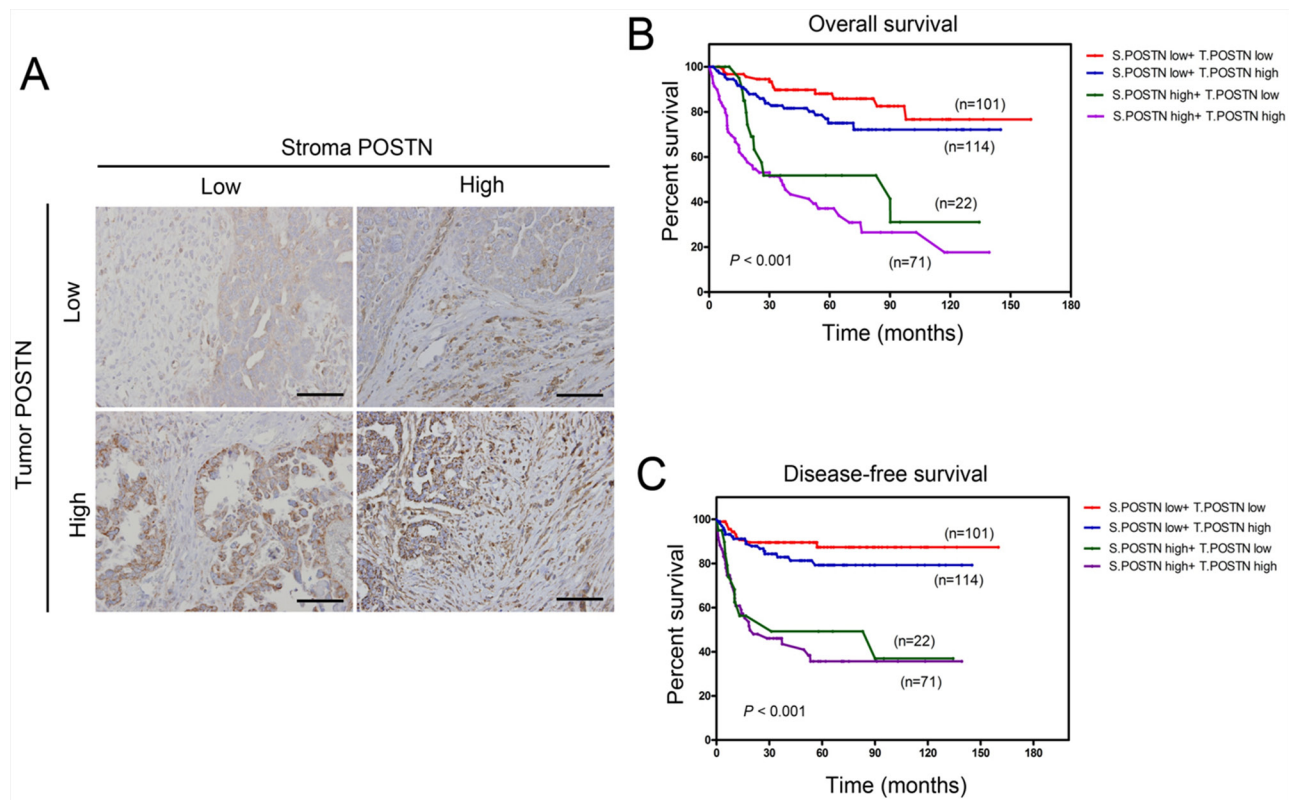 A
Stroma POSTN
Low
High
Tumor POSTN
Low
High
B
Overall survival
Percent survival
100
80
60
40
20
0
0 30 60 90 120 150 180
Time (months)
P < 0.001
(n=101)
(n=114)
(n=22)
(n=71)
S.POSTN low+ T.POSTN low
S.POSTN low+ T.POSTN high
S.POSTN high+ T.POSTN low
S.POSTN high+ T.POSTN high
C
Disease-free survival
Percent survival
100
80
60
40
20
0
0 30 60 90 120 150 180
Time (months)
P < 0.001
(n=101)
(n=114)
(n=22)
(n=71)
S.POSTN low+ T.POSTN low
S.POSTN low+ T.POSTN high
S.POSTN high+ T.POSTN low
S.POSTN high+ T.POSTN high